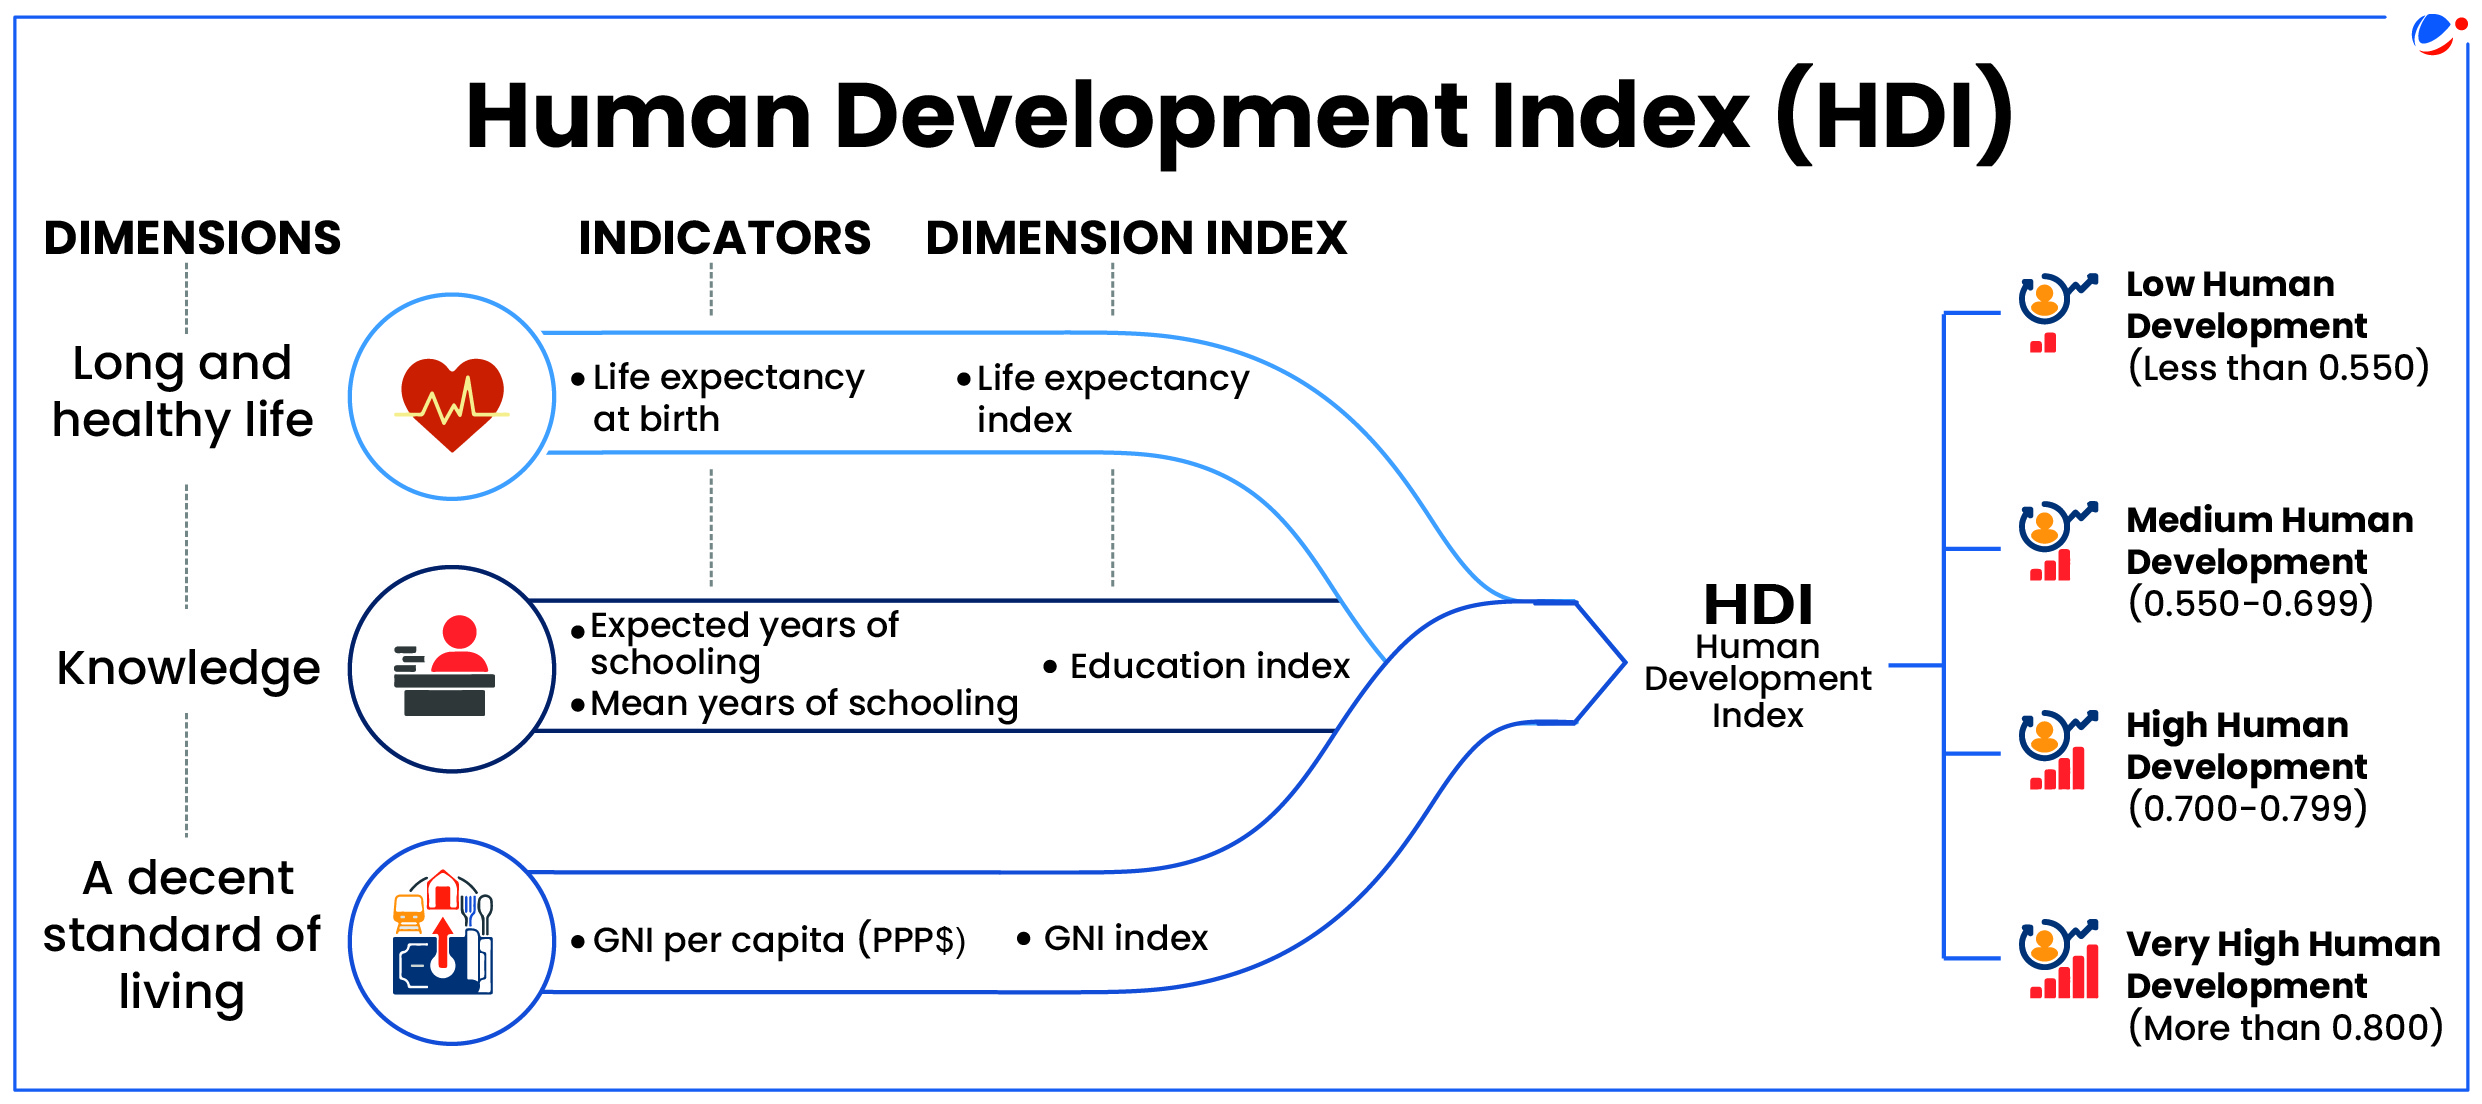 Human Development Index (HDI)
DIMENSIONS
INDICATORS
DIMENSION INDEX
Long and
healthy life
• Life expectancy
at birth
• Life expectancy
index
Knowledge
• Expected years of
schooling
• Mean years of schooling
• Education index
A decent
standard of
living
• GNI per capita (PPP$)
• GNI index
HDI
Human
Development
Index
Low Human
Development
(Less than 0.550)
Medium Human
Development
(0.550-0.699)
High Human
Development
(0.700-0.799)
Very High Human
Development
(More than 0.800)